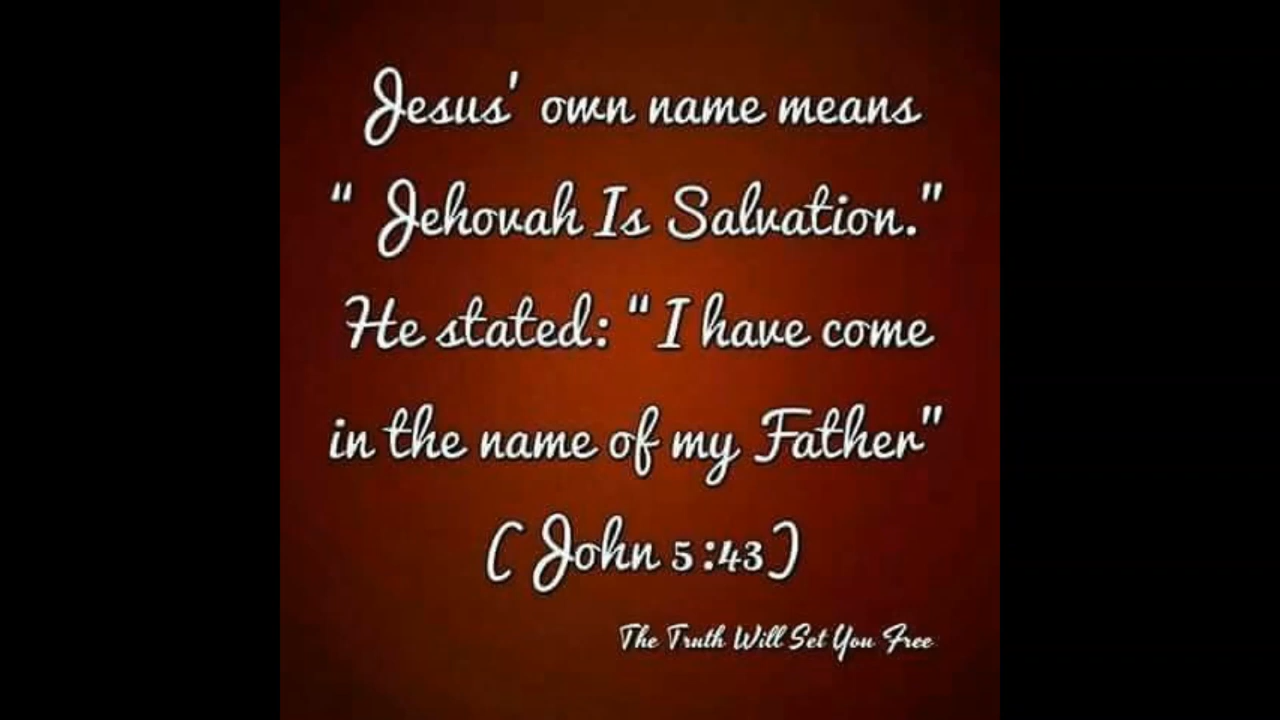 Jesus' own name means
“ Jehovah Is Salvation."
He stated: “I have come
in the name of my Father"
( John 5:43)
The Truth Will Set You Free